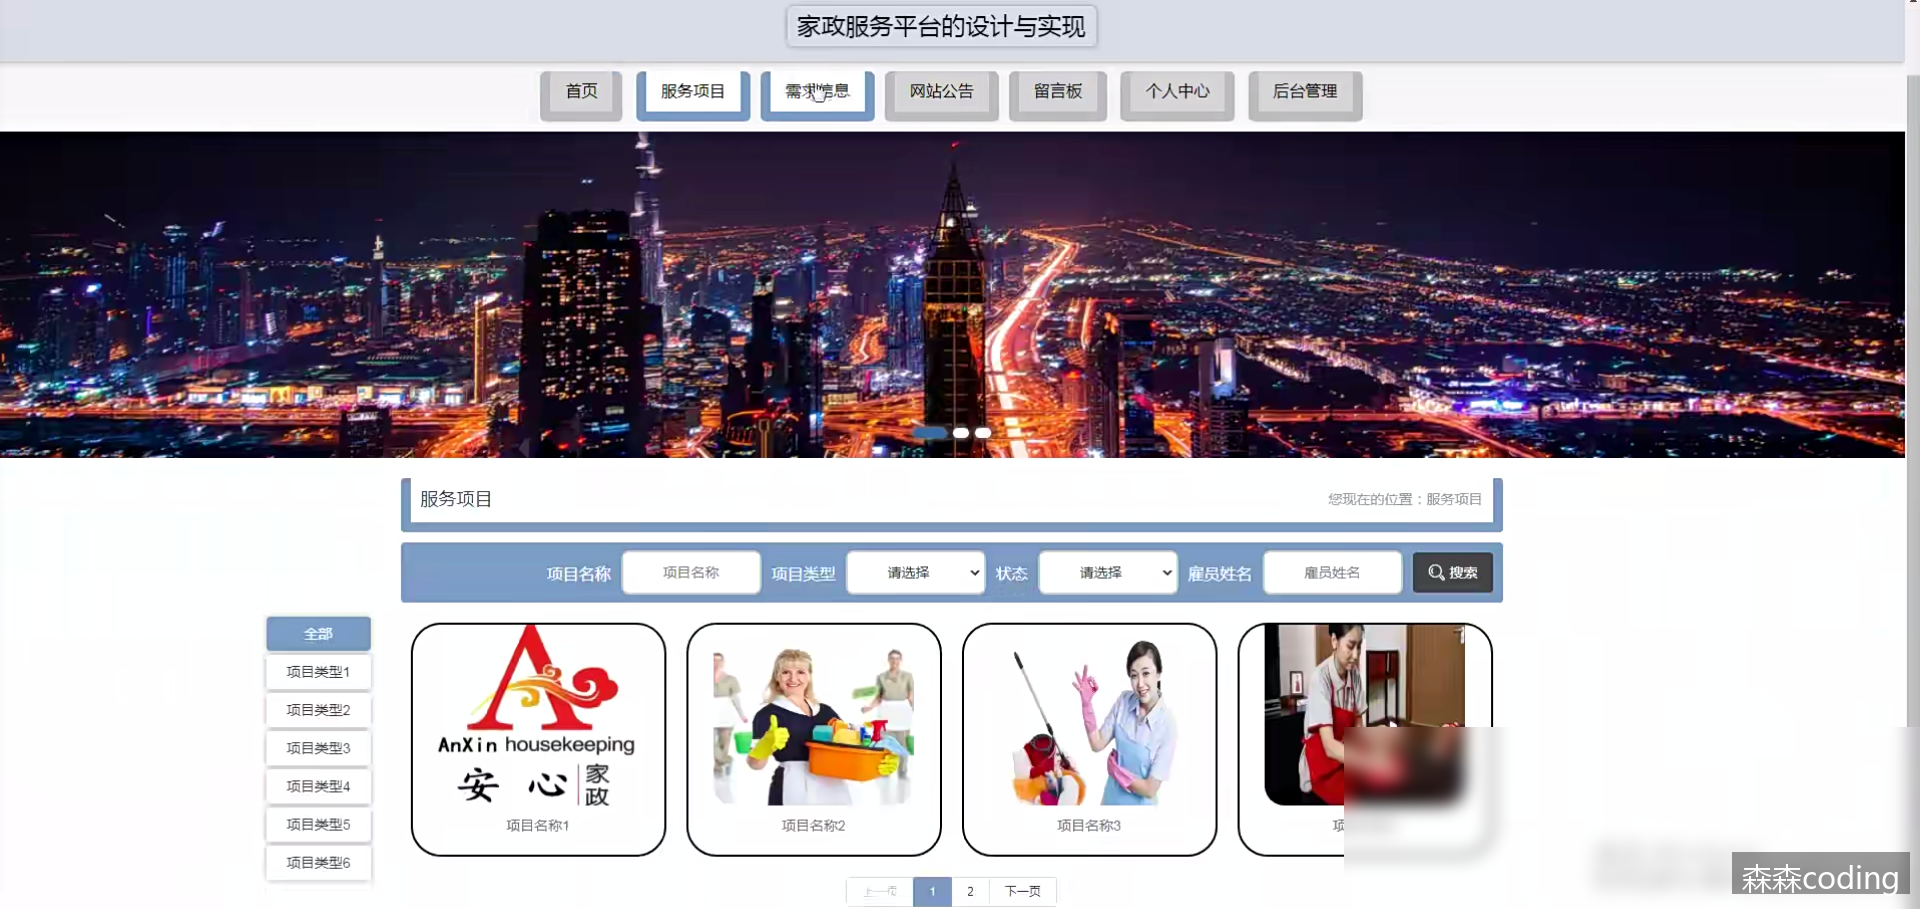 家政服务平台的设计与实现
首页 服务项目 需求信息 网站公告 留言板 个人中心 后台管理
服务项目 您现在的位置：服务项目
项目名称 项目名称 项目类型 请选择 状态 请选择 雇员姓名 雇员姓名 搜索
全部
项目类型1
项目类型2
项目类型3
项目类型4
项目类型5
项目类型6
AnXin housekeeping
安心 家政
项目名称1 项目名称2 项目名称3
上一页 1 2 下一页
森森coding